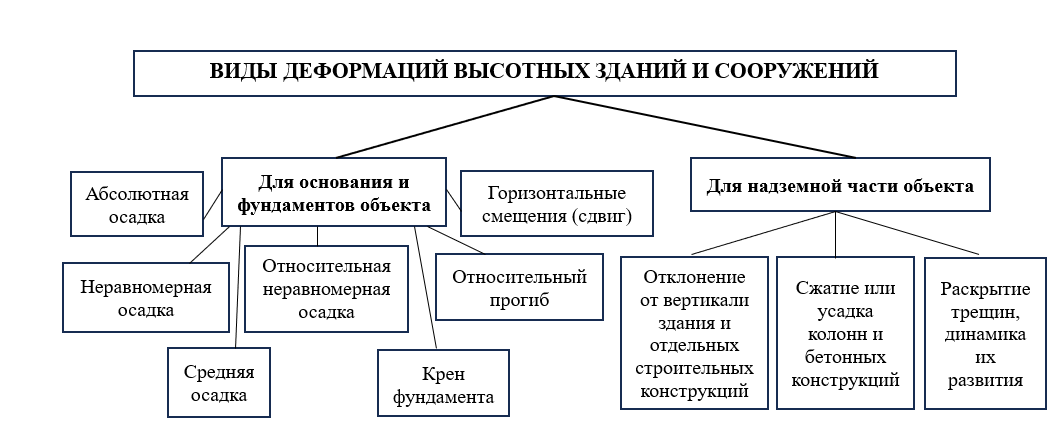 ВИДЫ ДЕФОРМАЦИЙ ВЫСОТНЫХ ЗДАНИЙ И СООРУЖЕНИЙ
Для основания и
фундаментов объекта
Для надземной части объекта
Абсолютная
осадка
Горизонтальные
смещения (сдвиг)
Неравномерная
осадка
Относительная
неравномерная
осадка
Относительный
прогиб
Средняя
осадка
Крен
фундамента
Отклонение
от вертикали
здания и
отдельных
строительных
конструкций
Сжатие или
усадка
колонн и
бетонных
конструкций
Раскрытие
трещин,
динамика
их
развития